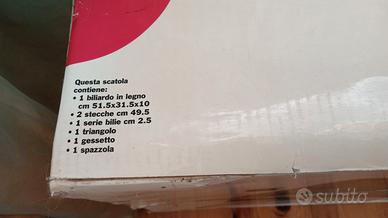 Questa scatola
contiene:
• 1 biliardo in legno
cm 51.5x31.5x10
• 2 stecche cm 49.5
• 1 serie bilie cm 2.5
• 1 triangolo
• 1 gessetto
• 1 spazzola
subito